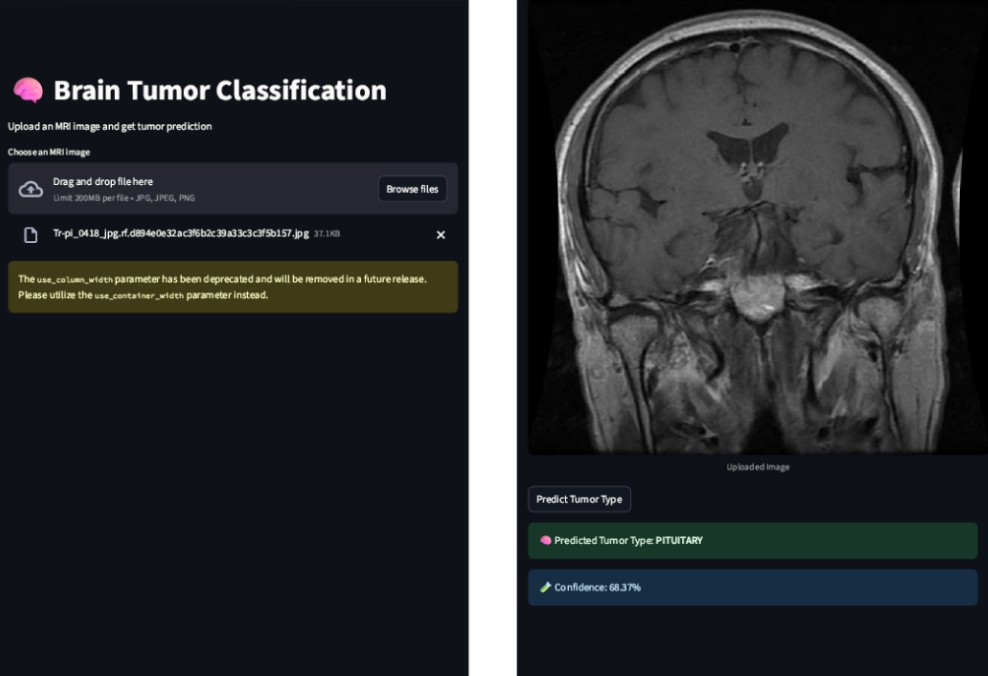 Brain Tumor Classification
Upload an MRI image and get tumor prediction
Choose an MRI image
Drag and drop file here
Limit 200MB per file • JPG, JPEG, PNG
Browse files
Tr-pi_0418_jpg.rf.d894e0e32ac3f6b2c39a33c3c3f5b157.jpg 37.1KB
The use_column_width parameter has been deprecated and will be removed in a future release.
Please utilize the use_container_width parameter instead.
Uploaded Image
Predict Tumor Type
Predicted Tumor Type: PITUITARY
Confidence: 68.37%